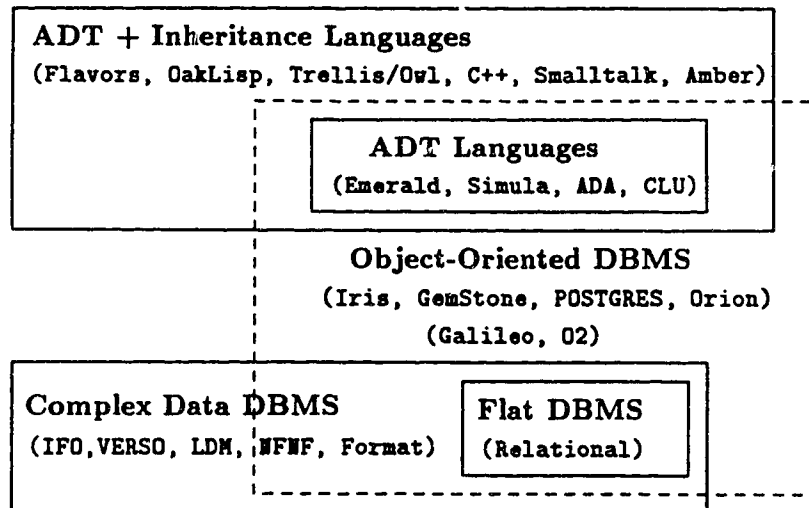 ADT + Inheritance Languages
(Flavors, OakLisp, Trellis/Owl, C++, Smalltalk, Amber)
ADT Languages
(Emerald, Simula, ADA, CLU)
Object-Oriented DBMS
(Iris, GemStone, POSTGRES, Orion)
(Galileo, O2)
Complex Data DBMS
(IFO,VERSO, LDM, NFNF, Format)
Flat DBMS
(Relational)